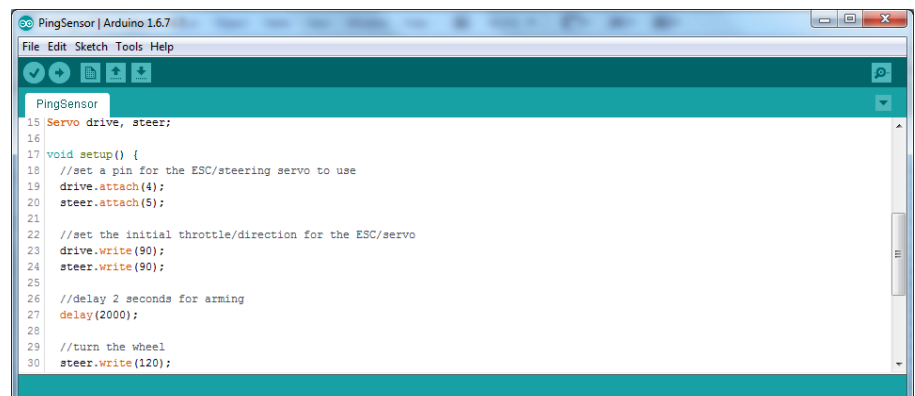 PingSensor | Arduino 1.6.7
File Edit Sketch Tools Help
PingSensor
15 Servo drive, steer;
16
17 void setup() {
18 //set a pin for the ESC/steering servo to use
19 drive.attach(4);
20 steer.attach(5);
21
22 //set the initial throttle/direction for the ESC/servo
23 drive.write(90);
24 steer.write(90);
25
26 //delay 2 seconds for arming
27 delay(2000);
28
29 //turn the wheel
30 steer.write(120);